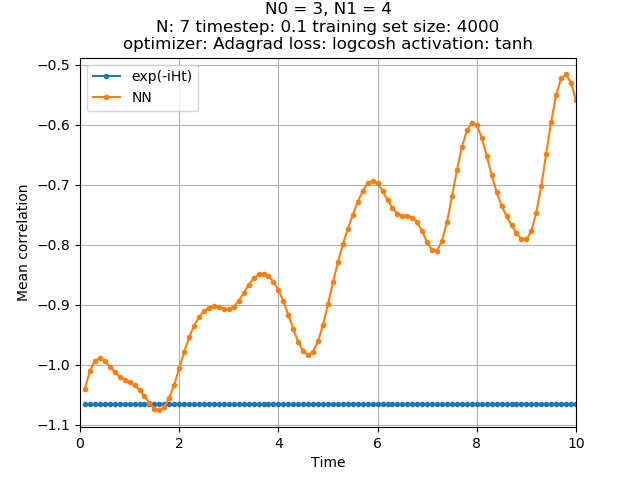 N0 = 3, N1 = 4
N: 7 timestep: 0.1 training set size: 4000
optimizer: Adagrad loss: logcosh activation: tanh
exp(-iHt)
NN
Mean correlation
−0.5
−0.6
−0.7
−0.8
−0.9
−1.0
−1.1
0 2 4 6 8 10
Time